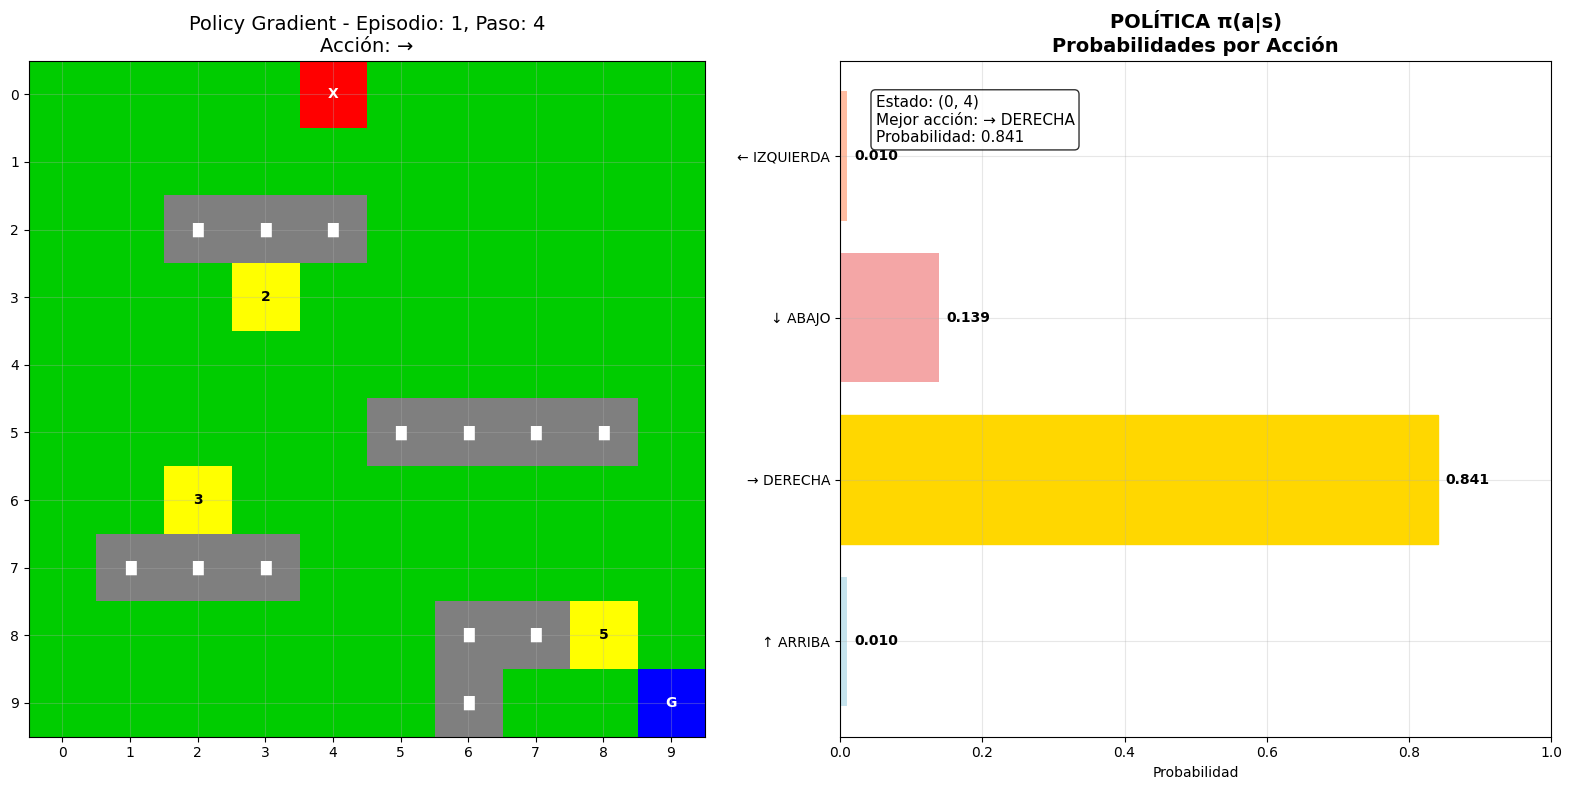 Policy Gradient - Episodio: 1, Paso: 4
Acción: →
X
2
3
5
G
0
1
2
3
4
5
6
7
8
9
0 1 2 3 4 5 6 7 8 9
POLÍTICA π(a|s)
Probabilidades por Acción
Estado: (0, 4)
Mejor acción: → DERECHA
Probabilidad: 0.841
← IZQUIERDA 0.010
↓ ABAJO 0.139
→ DERECHA 0.841
↑ ARRIBA 0.010
0.0 0.2 0.4 0.6 0.8 1.0
Probabilidad